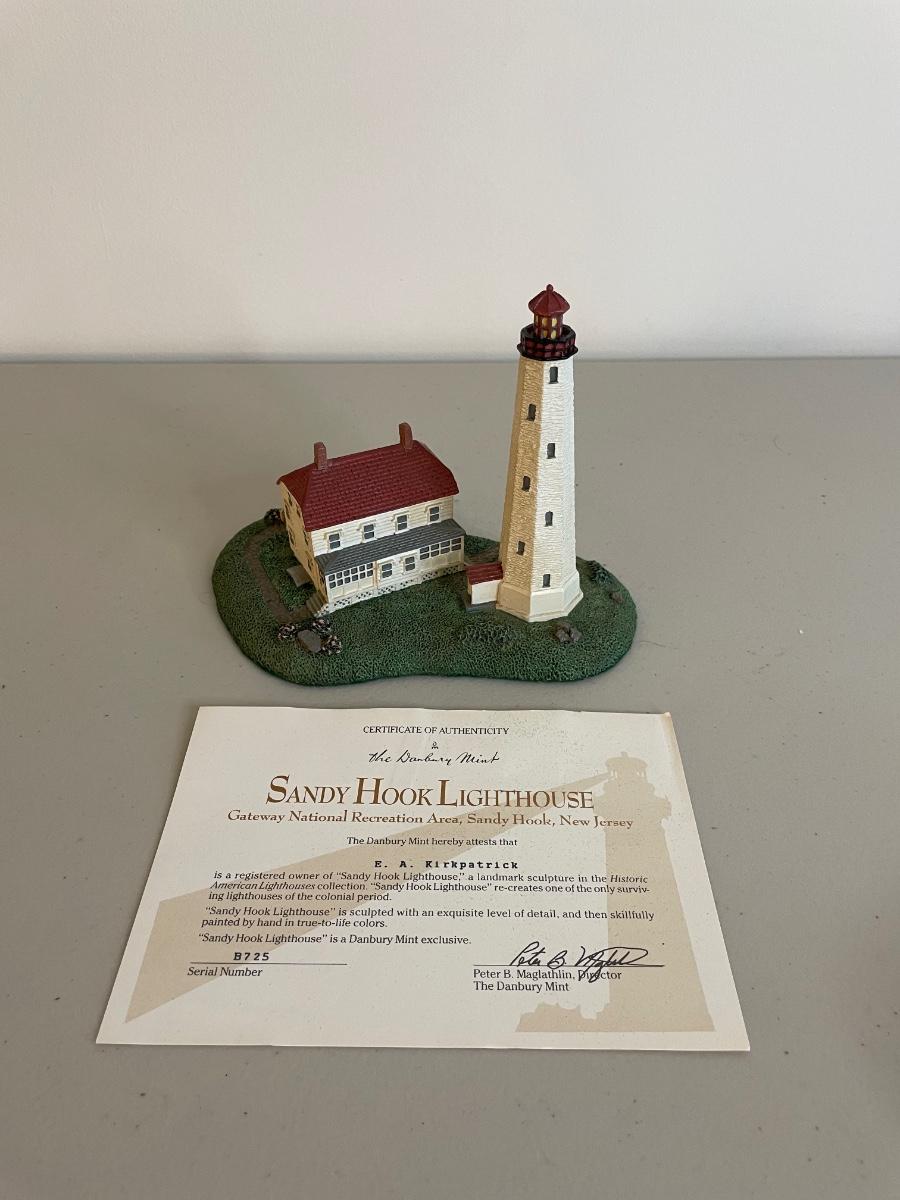 CERTIFICATE OF AUTHENTICITY
the Danbury Mint
SANDY HOOK LIGHTHOUSE
Gateway National Recreation Area, Sandy Hook, New Jersey
The Danbury Mint hereby attests that
E. A. Kirkpatrick
is a registered owner of "Sandy Hook Lighthouse," a landmark sculpture in the Historic
American Lighthouses collection. "Sandy Hook Lighthouse" re-creates one of the only surviv-
ing lighthouses of the colonial period.
"Sandy Hook Lighthouse" is sculpted with an exquisite level of detail, and then skillfully
painted by hand in true-to-life colors.
"Sandy Hook Lighthouse" is a Danbury Mint exclusive.
B725
Serial Number
Peter B. Maglathlin
Peter B. Maglathlin, Director
The Danbury Mint